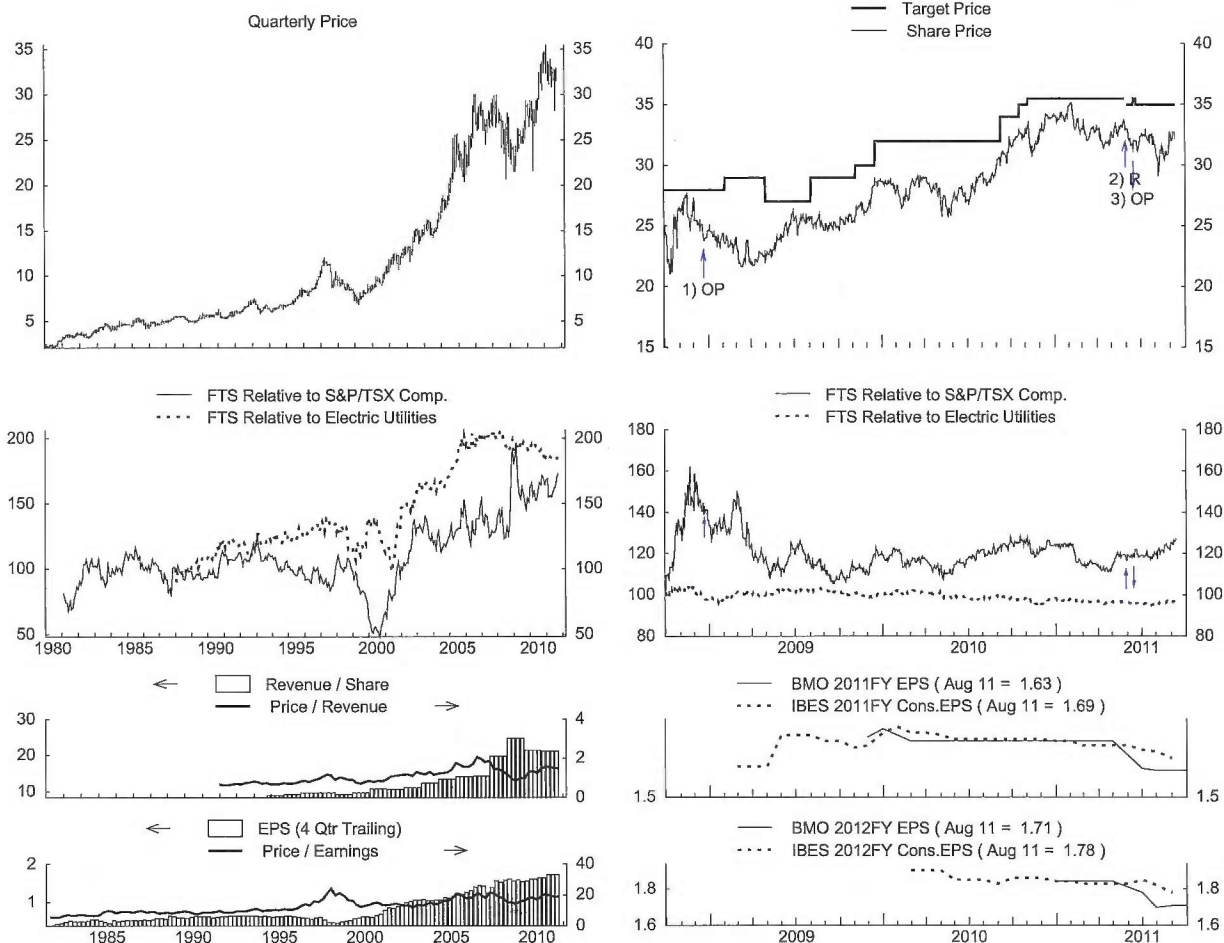 Quarterly Price
35
30
25
20
15
10
5
35
30
25
20
15
10
5
Target Price
Share Price
40
35
30
25
20
15
40
35
30
25
20
15
1) OP
2) R
3) OP
FTS Relative to S&P/TSX Comp.
FTS Relative to Electric Utilities
200
150
100
50
200
150
100
50
1980 1985 1990 1995 2000 2005 2010
FTS Relative to S&P/TSX Comp.
FTS Relative to Electric Utilities
180
160
140
120
100
80
180
160
140
120
100
80
2009 2010 2011
Revenue / Share
Price / Revenue
30
20
10
4
2
0
BMO 2011FY EPS ( Aug 11 = 1.63 )
IBES 2011FY Cons.EPS ( Aug 11 = 1.69 )
1.5
1.5
EPS (4 Qtr Trailing)
Price / Earnings
2
1
40
20
0
1985 1990 1995 2000 2005 2010
BMO 2012FY EPS ( Aug 11 = 1.71 )
IBES 2012FY Cons.EPS ( Aug 11 = 1.78 )
1.8
1.6
1.8
1.6
2009 2010 2011